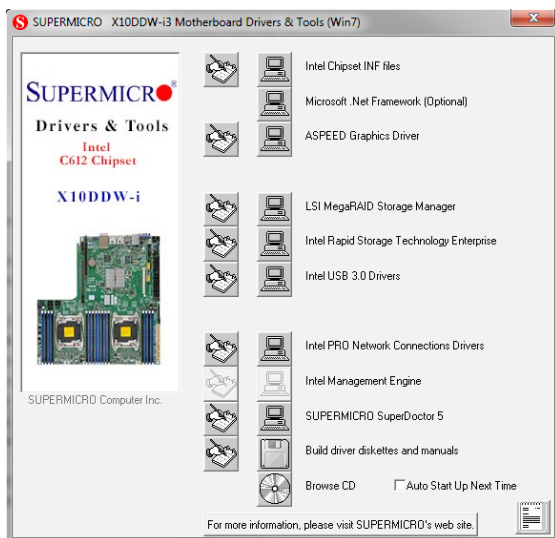 SUPERMICRO X10DDW-i3 Motherboard Drivers & Tools (Win7)
SUPERMICRO
Drivers & Tools
Intel
C612 Chipset
X10DDW-i
SUPERMICRO Computer Inc.
Intel Chipset INF files
Microsoft .Net Framework (Optional)
ASPEED Graphics Driver
LSI MegaRAID Storage Manager
Intel Rapid Storage Technology Enterprise
Intel USB 3.0 Drivers
Intel PRO Network Connections Drivers
Intel Management Engine
SUPERMICRO SuperDoctor 5
Build driver diskettes and manuals
Browse CD Auto Start Up Next Time
For more information, please visit SUPERMICRO's web site.